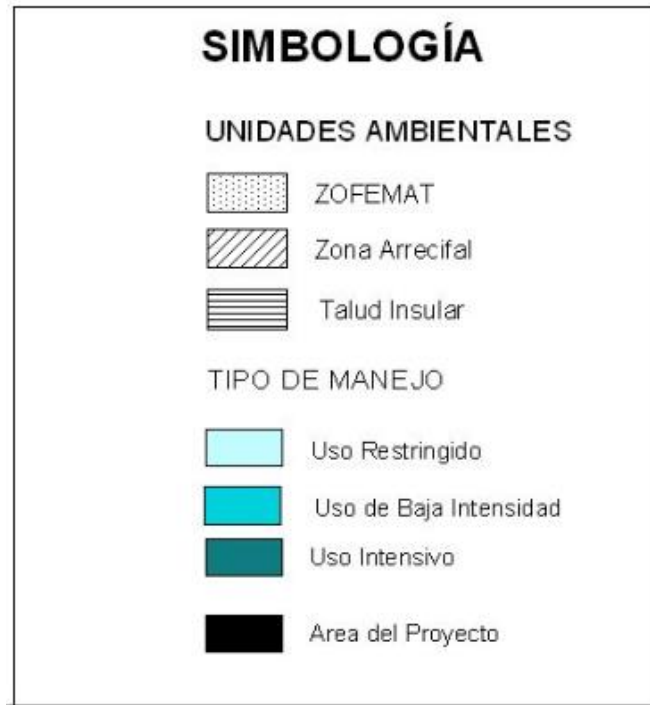 SIMBOLOGÍA
UNIDADES AMBIENTALES
ZOFEMAT
Zona Arrecifal
Talud Insular
TIPO DE MANEJO
Uso Restringido
Uso de Baja Intensidad
Uso Intensivo
Area del Proyecto